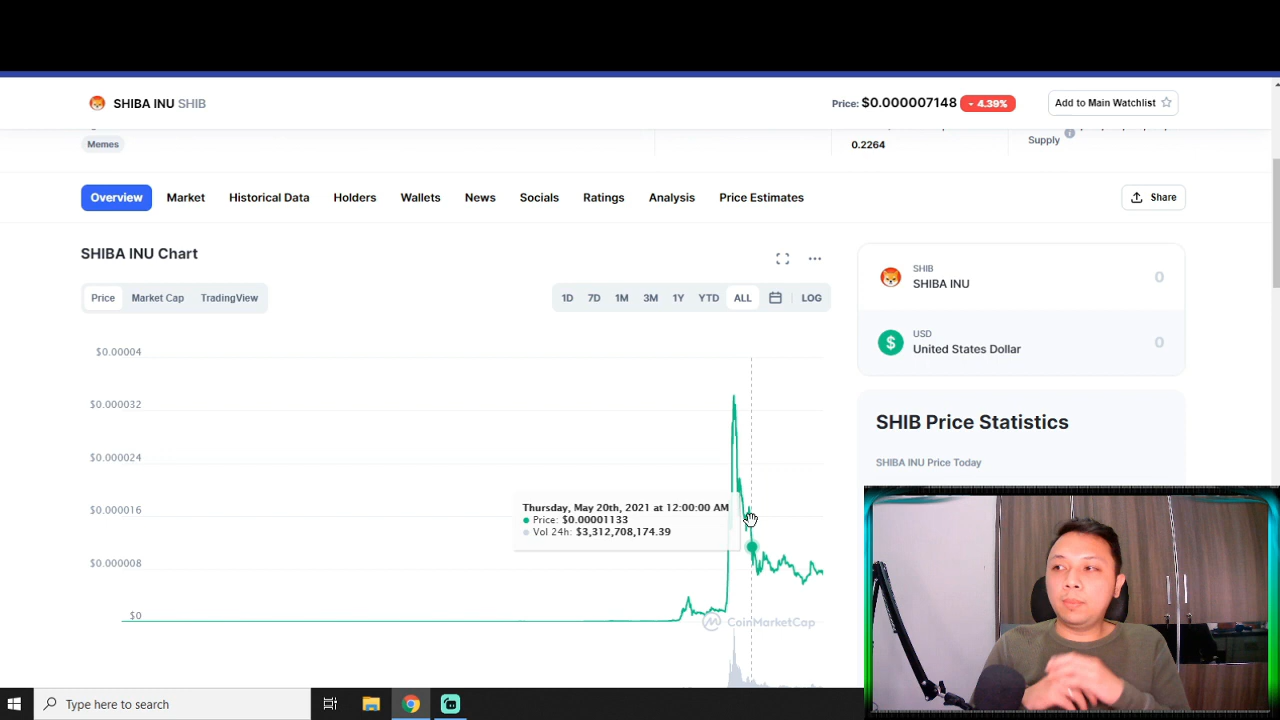 SHIBA INU SHIB
Price: $0.000007148 4.39%
Add to Main Watchlist
Memes
0.2264
Supply
Overview Market Historical Data Holders Wallets News Socials Ratings Analysis Price Estimates
Share
SHIBA INU Chart
Price Market Cap TradingView
1D 7D 1M 3M 1Y YTD ALL LOG
$0.00004
$0.000032
$0.000024
$0.000016
$0.000008
$0
Thursday, May 20th, 2021 at 12:00:00 AM
Price: $0.00001133
Vol 24h: $3,312,708,174.39
CoinMarketCap
SHIB
SHIBA INU
0
USD
United States Dollar
0
SHIB Price Statistics
SHIBA INU Price Today
Type here to search